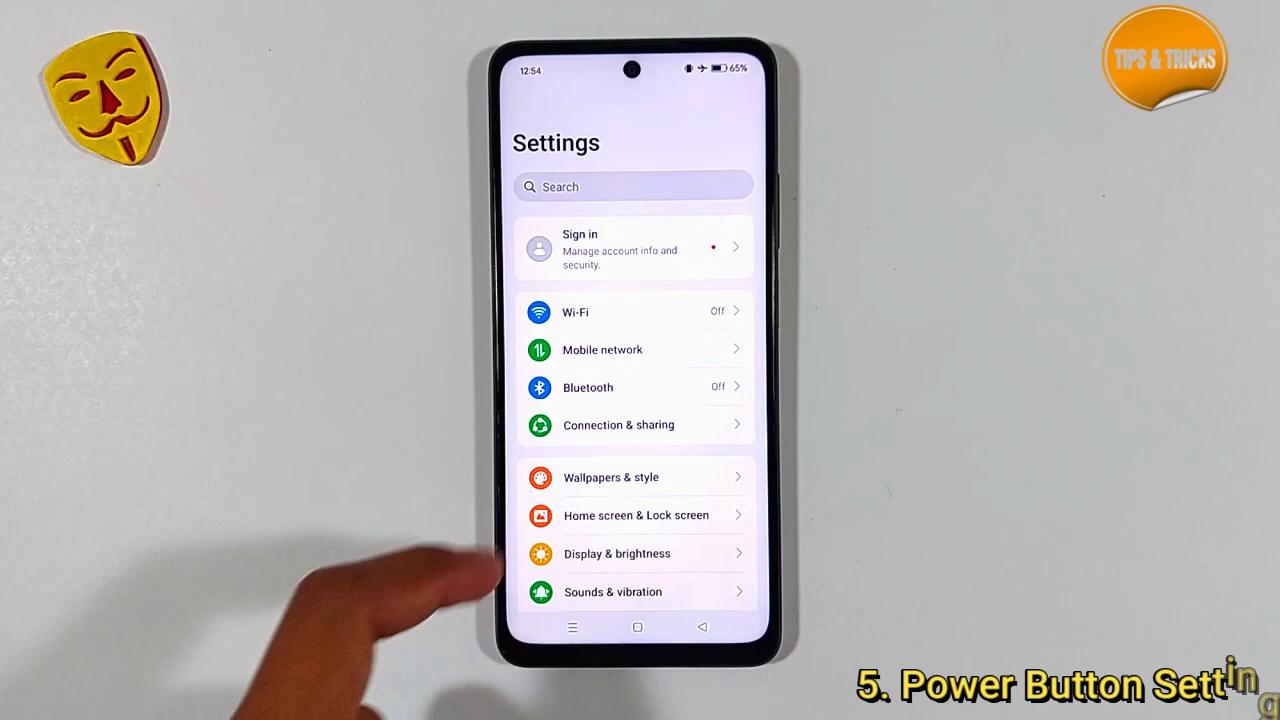 TIPS & TRICKS
12:54
65%
Settings
Search
Sign in
Manage account info and
security.
Wi-Fi
Off
Mobile network
Bluetooth
Off
Connection & sharing
Wallpapers & style
Home screen & Lock screen
Display & brightness
Sounds & vibration
5. Power Button Setting